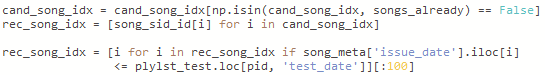 cand_song_idx = cand_song_idx[np.isin(cand_song_idx, songs_already) == False]
rec_song_idx = [song_sid_id[i] for i in cand_song_idx]
rec_song_idx = [i for i in rec_song_idx if song_meta['issue_date'].iloc[i]
<= plylst_test.loc[pid, 'test_date']][:100]